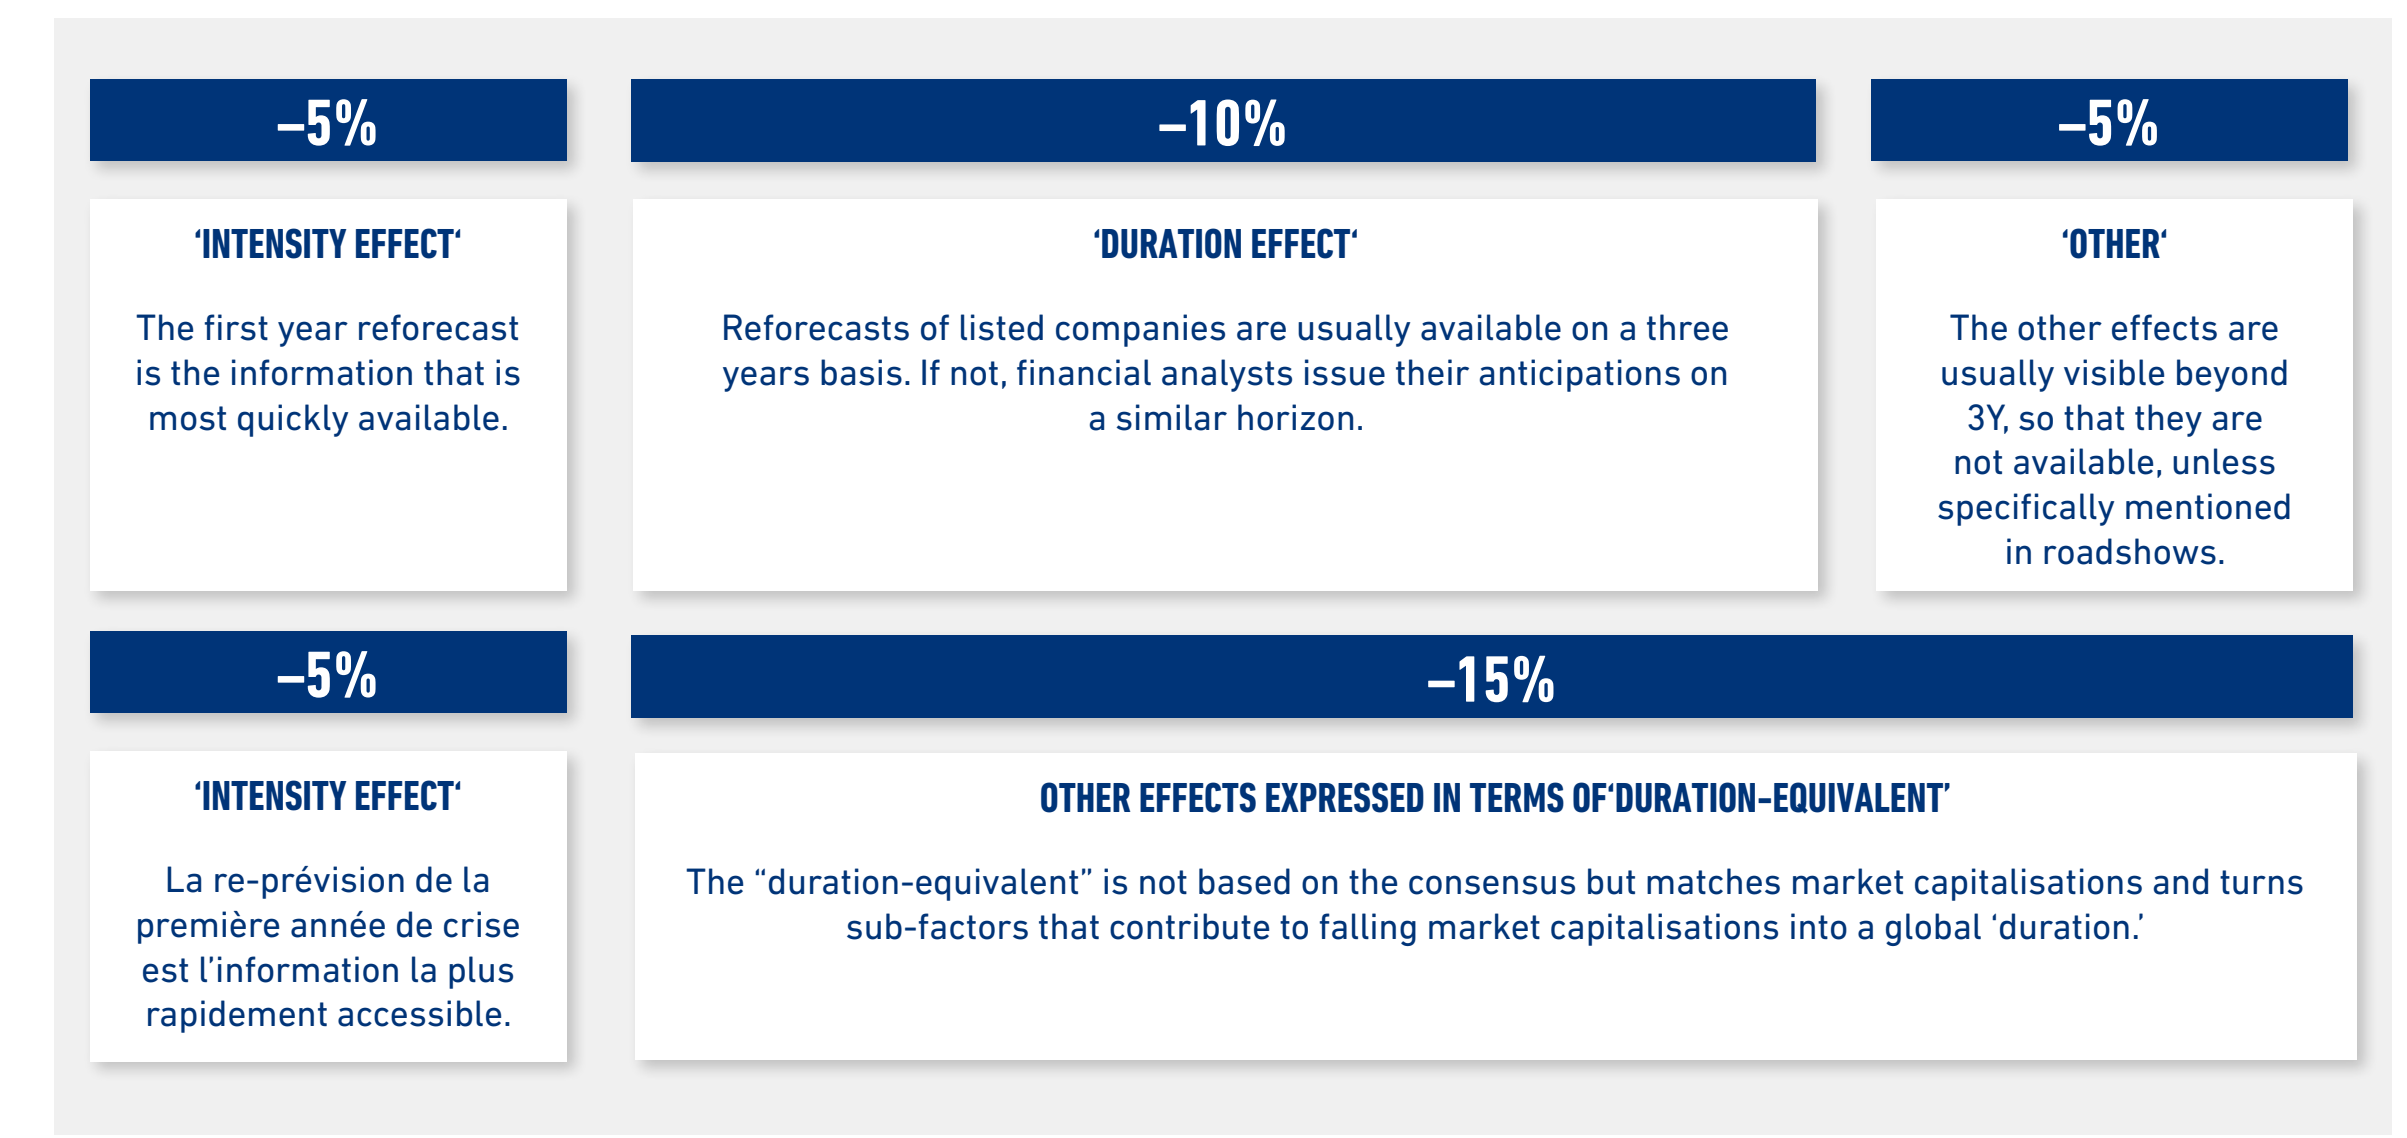 –5%
–10%
–5%
‘INTENSITY EFFECT‘
The first year reforecast
is the information that is
most quickly available.
‘DURATION EFFECT‘
Reforecasts of listed companies are usually available on a three
years basis. If not, financial analysts issue their anticipations on
a similar horizon.
‘OTHER‘
The other effects are
usually visible beyond
3Y, so that they are
not available, unless
specifically mentioned
in roadshows.
–5%
–15%
‘INTENSITY EFFECT‘
La re-prévision de la
première année de crise
est l’information la plus
rapidement accessible.
OTHER EFFECTS EXPRESSED IN TERMS OF‘DURATION-EQUIVALENT’
The “duration-equivalent” is not based on the consensus but matches market capitalisations and turns
sub-factors that contribute to falling market capitalisations into a global ‘duration.’